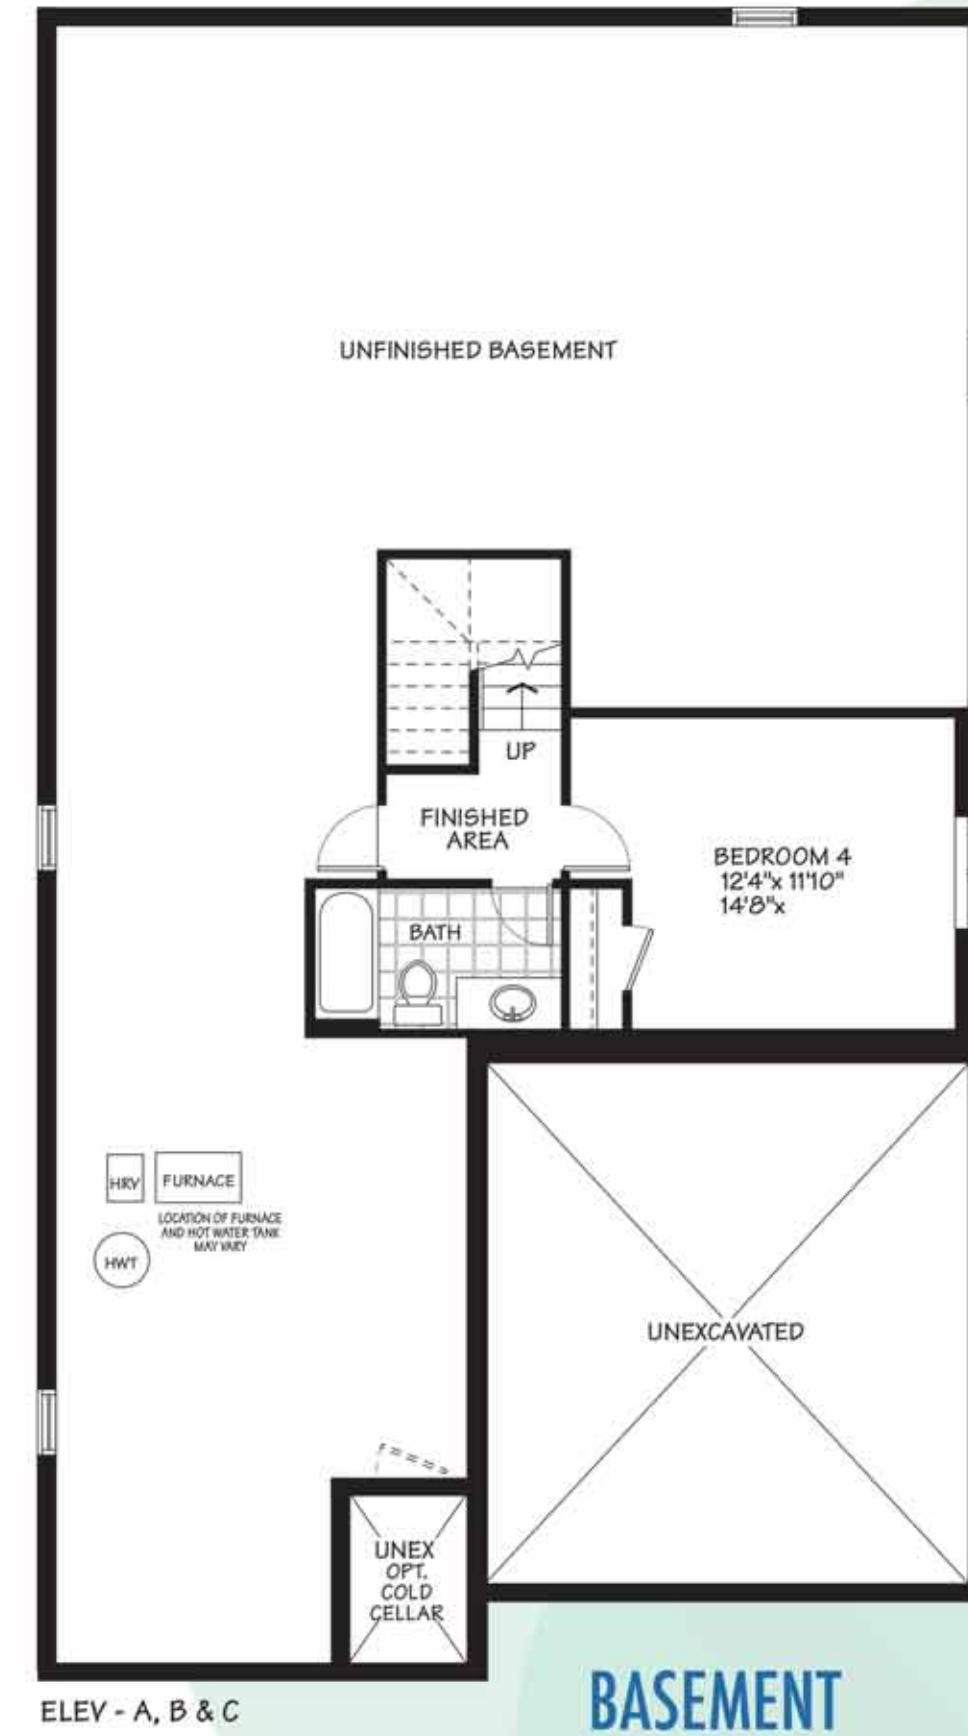 UNFINISHED BASEMENT
UP
FINISHED
AREA
BEDROOM 4
12'4"x 11'10"
14'8"x
BATH
HRV
FURNACE
LOCATION OF FURNACE
AND HOT WATER TANK
MAY VARY
HWT
UNEXCAVATED
UNEX
OPT.
COLD
CELLAR
ELEV - A, B & C
BASEMENT